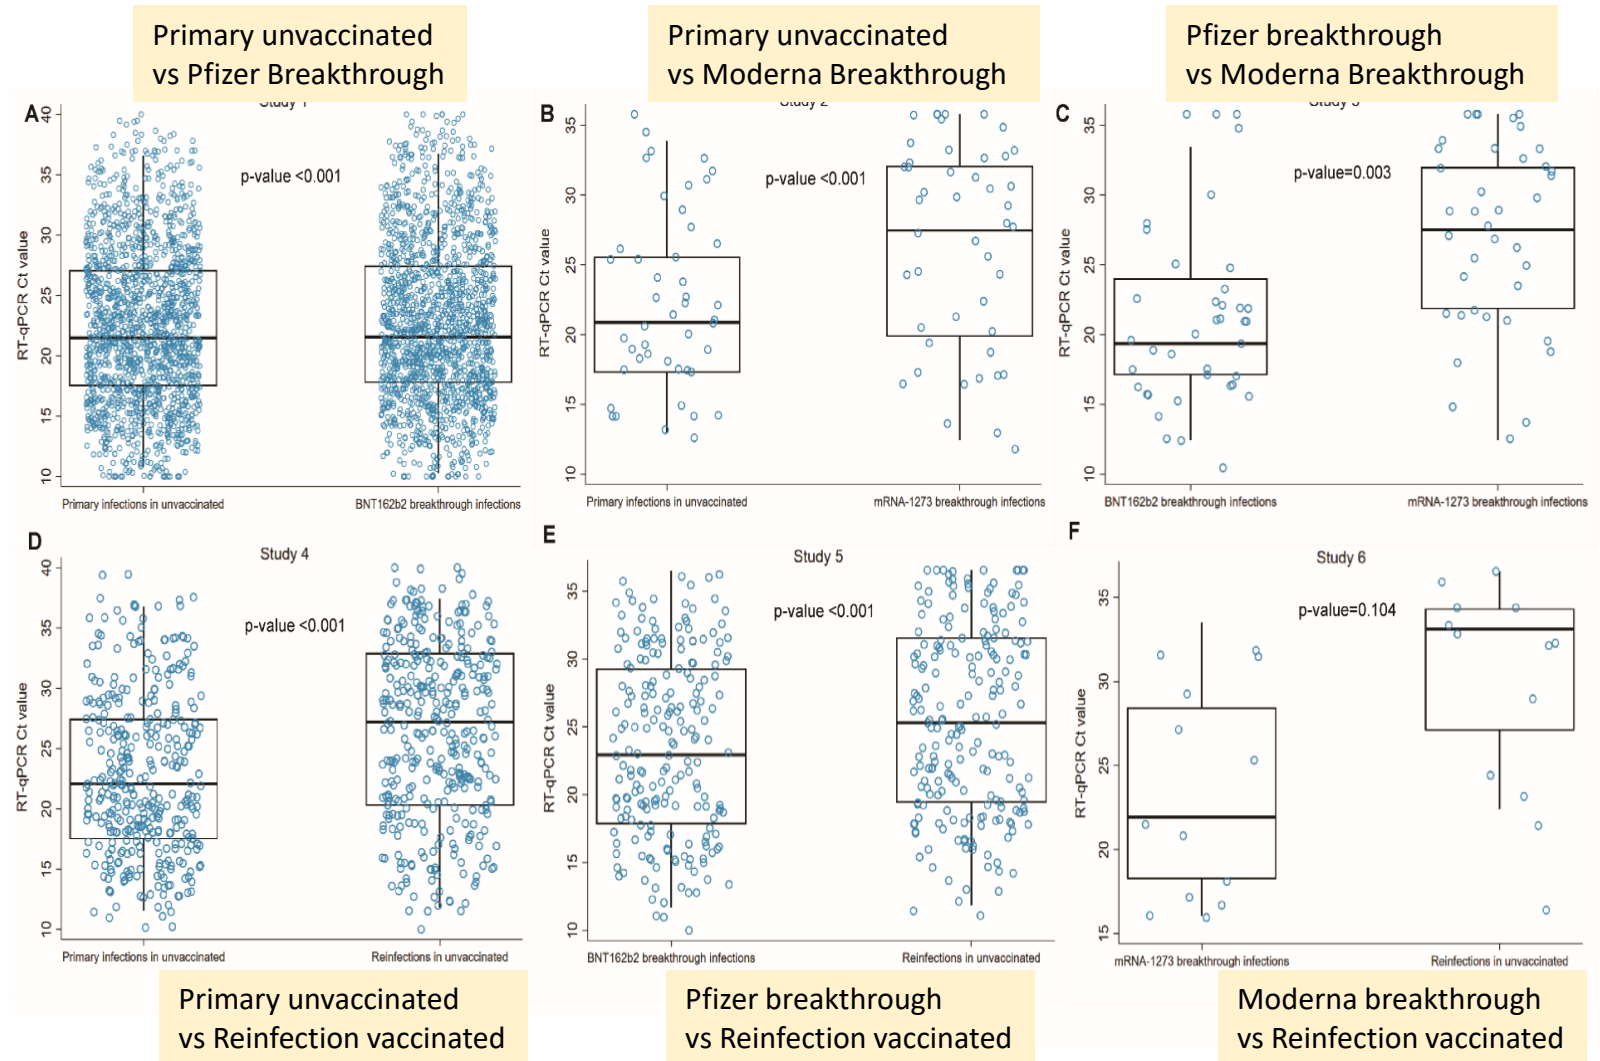 Primary unvaccinated
vs Pfizer Breakthrough
Primary unvaccinated
vs Moderna Breakthrough
Pfizer breakthrough
vs Moderna Breakthrough
A
Study 1
p-value <0.001
RT-qPCR Ct value
40
35
30
25
20
15
10
Primary infections in unvaccinated
BNT162b2 breakthrough infections
B
Study 2
p-value <0.001
RT-qPCR Ct value
35
30
25
20
15
10
Primary infections in unvaccinated
mRNA-1273 breakthrough infections
C
Study 3
p-value=0.003
RT-qPCR Ct value
35
30
25
20
15
10
BNT162b2 breakthrough infections
mRNA-1273 breakthrough infections
D
Study 4
p-value <0.001
RT-qPCR Ct value
40
35
30
25
20
15
10
Primary infections in unvaccinated
Reinfections in unvaccinated
E
Study 5
p-value <0.001
RT-qPCR Ct value
35
30
25
20
15
10
BNT162b2 breakthrough infections
Reinfections in unvaccinated
F
Study 6
p-value=0.104
RT-qPCR Ct value
35
30
25
20
15
mRNA-1273 breakthrough infections
Reinfections in unvaccinated
Primary unvaccinated
vs Reinfection vaccinated
Pfizer breakthrough
vs Reinfection vaccinated
Moderna breakthrough
vs Reinfection vaccinated